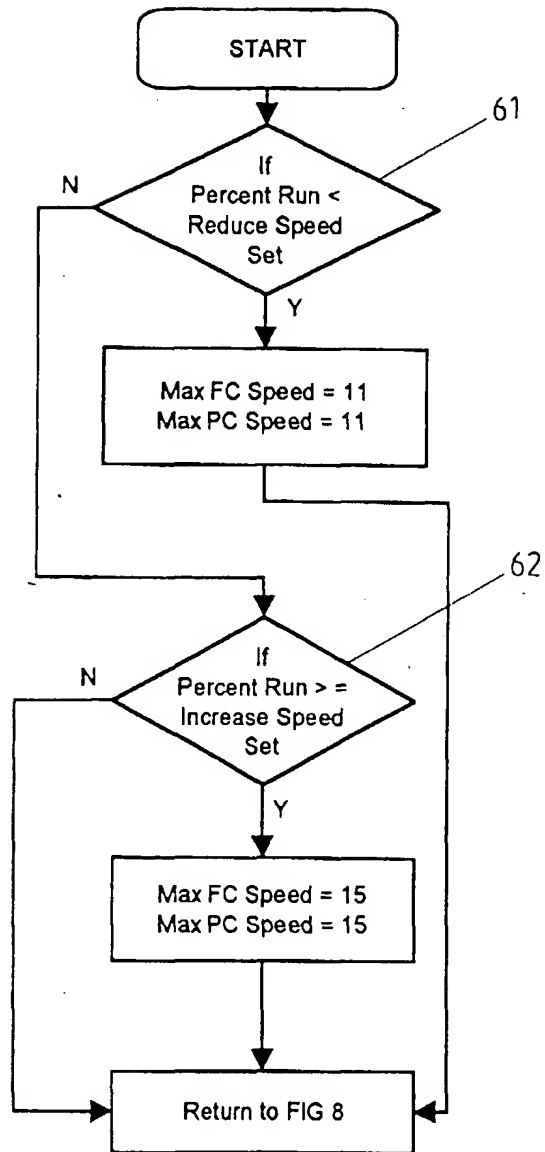 START
61
If
Percent Run <
Reduce Speed
Set
N
Y
Max FC Speed = 11
Max PC Speed = 11
62
If
Percent Run > =
Increase Speed
Set
N
Y
Max FC Speed = 15
Max PC Speed = 15
Return to FIG 8